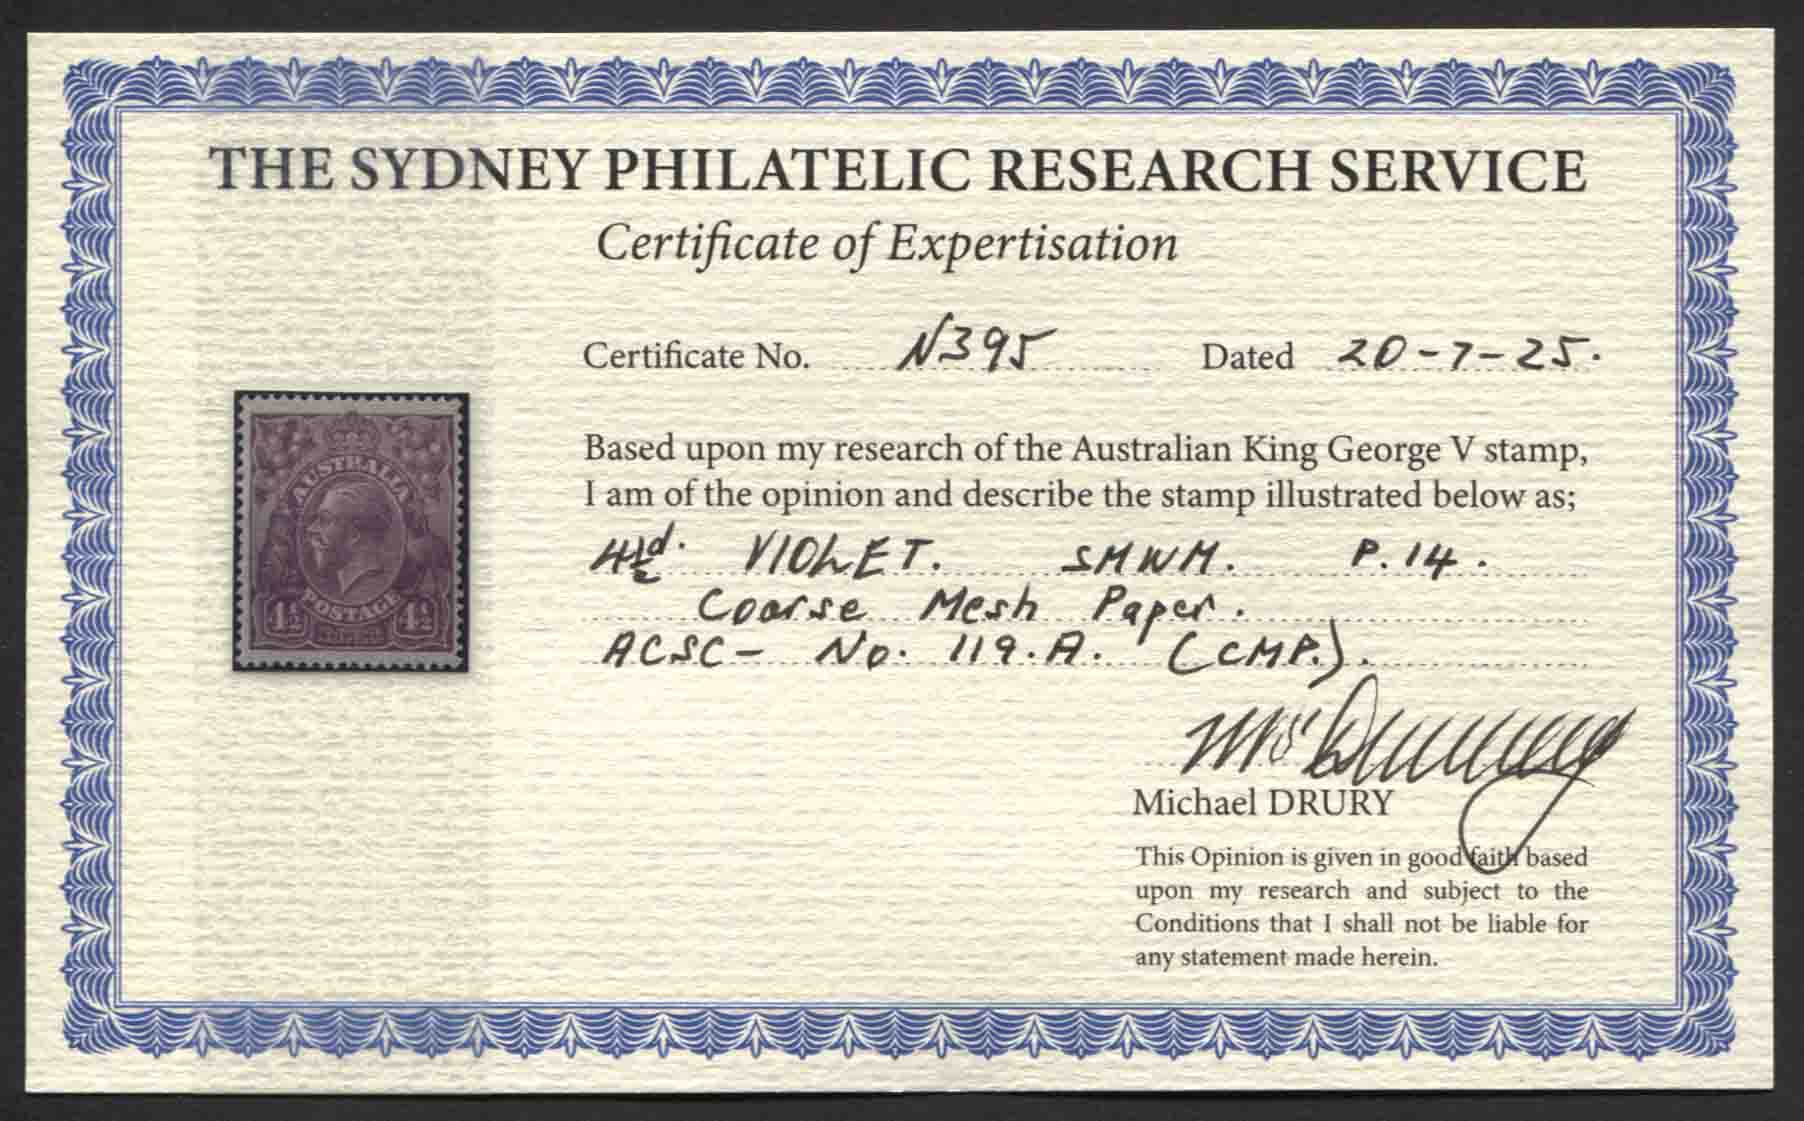 THE SYDNEY PHILATELIC RESEARCH SERVICE
Certificate of Expertisation
Certificate No. N395 Dated 20-7-25.
Based upon my research of the Australian King George V stamp,
I am of the opinion and describe the stamp illustrated below as;
4½d. VIOLET. SMWM. P.14.
Coarse Mesh Paper.
ACSC- No. 119.A. (CMP.).
AUSTRALIA
POSTAGE
4½ 4½
Michael DRURY
This Opinion is given in good faith based
upon my research and subject to the
Conditions that I shall not be liable for
any statement made herein.